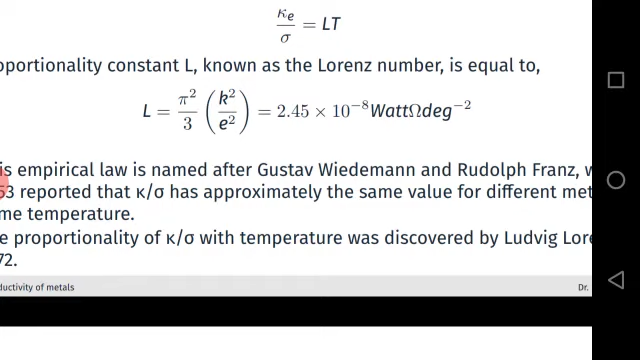 κe/σ = LT
oportionality constant L, known as the Lorenz number, is equal to,
L = π²/3 (k²/e²) = 2.45 × 10⁻⁸WattΩdeg⁻²
is empirical law is named after Gustav Wiedemann and Rudolph Franz, w
53 reported that κ/σ has approximately the same value for different met
me temperature.
e proportionality of κ/σ with temperature was discovered by Ludvig Lore
72.
ductivity of metals Dr.